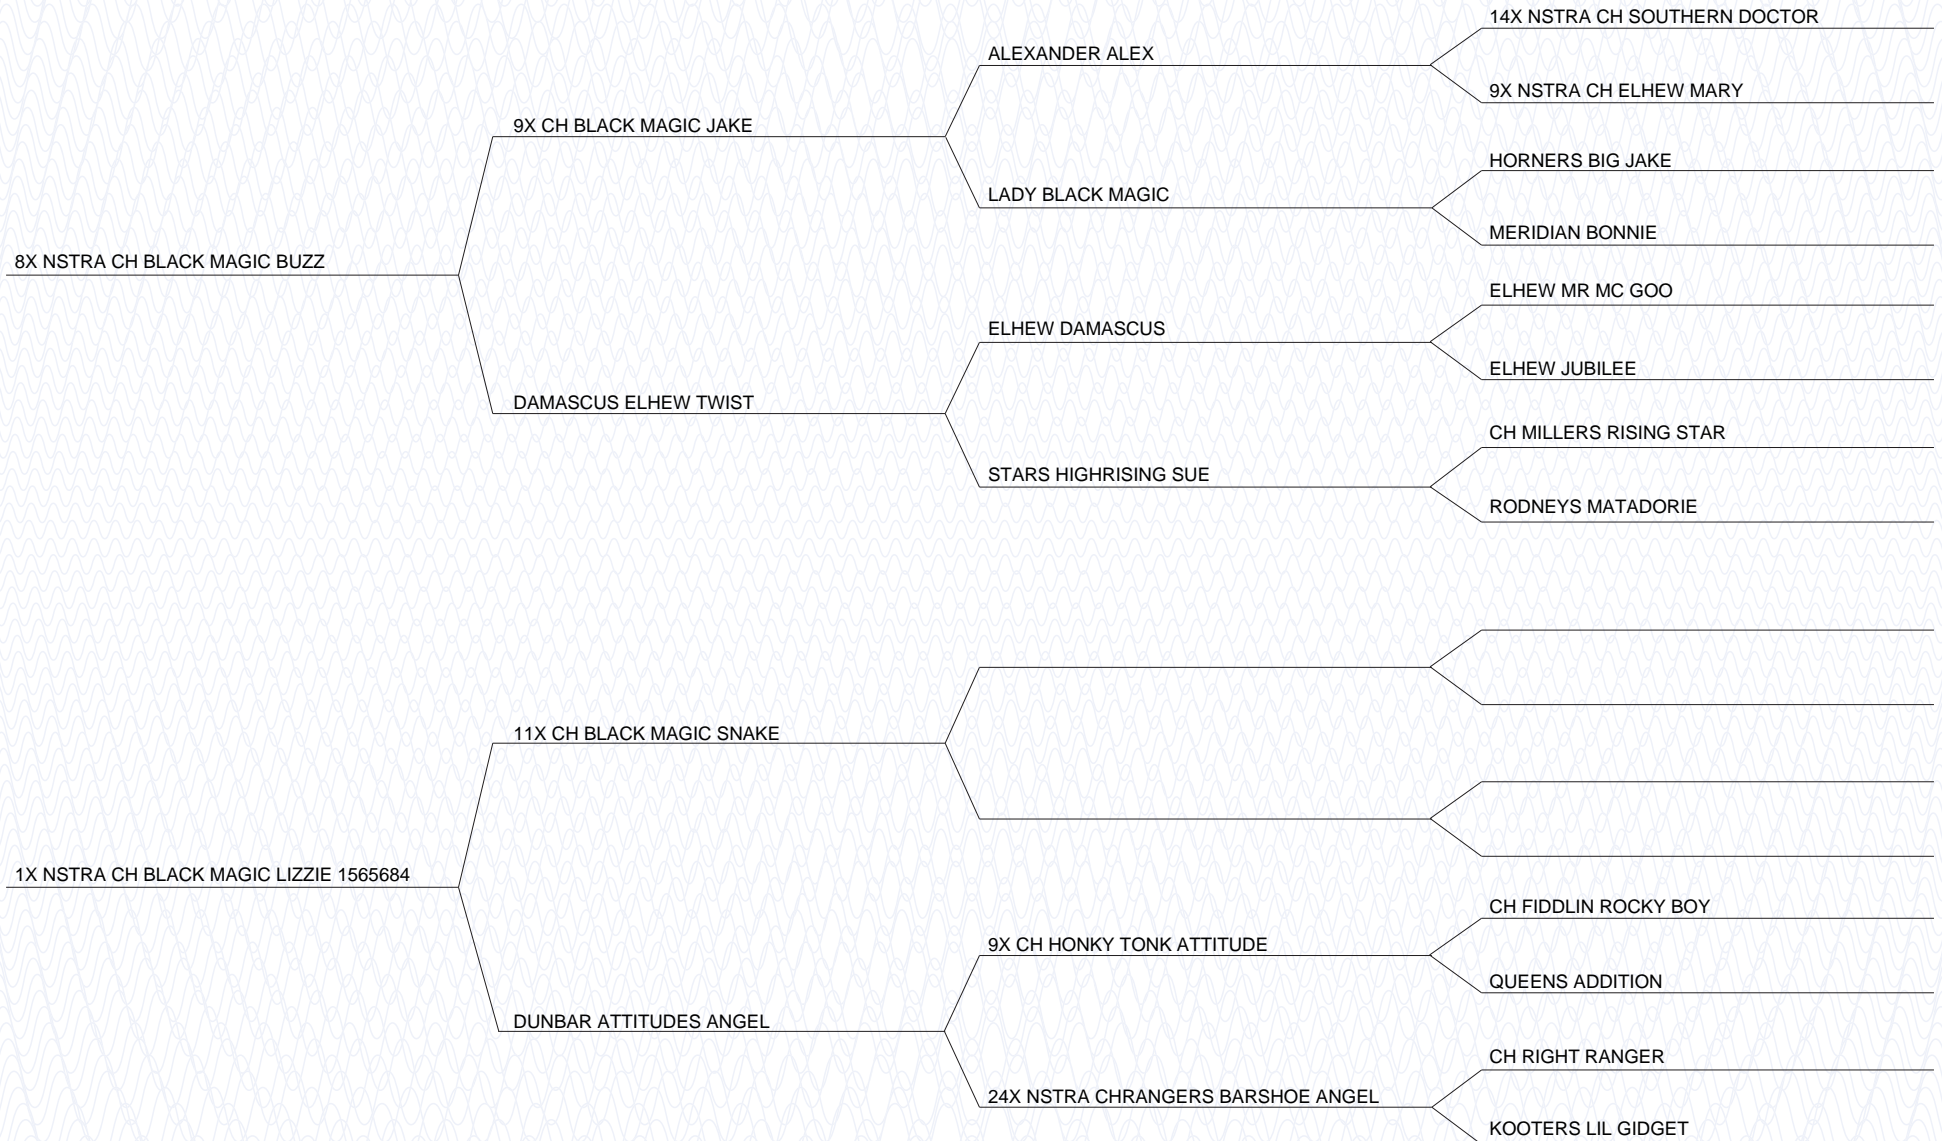 14X NSTRA CH SOUTHERN DOCTOR
ALEXANDER ALEX
9X NSTRA CH ELHEW MARY
9X CH BLACK MAGIC JAKE
HORNERS BIG JAKE
LADY BLACK MAGIC
MERIDIAN BONNIE
8X NSTRA CH BLACK MAGIC BUZZ
ELHEW MR MC GOO
ELHEW DAMASCUS
ELHEW JUBILEE
DAMASCUS ELHEW TWIST
CH MILLERS RISING STAR
STARS HIGHRISING SUE
RODNEYS MATADORIE
11X CH BLACK MAGIC SNAKE
1X NSTRA CH BLACK MAGIC LIZZIE 1565684
CH FIDDLIN ROCKY BOY
9X CH HONKY TONK ATTITUDE
QUEENS ADDITION
DUNBAR ATTITUDES ANGEL
CH RIGHT RANGER
24X NSTRA CHRANGERS BARSHOE ANGEL
KOOTERS LIL GIDGET